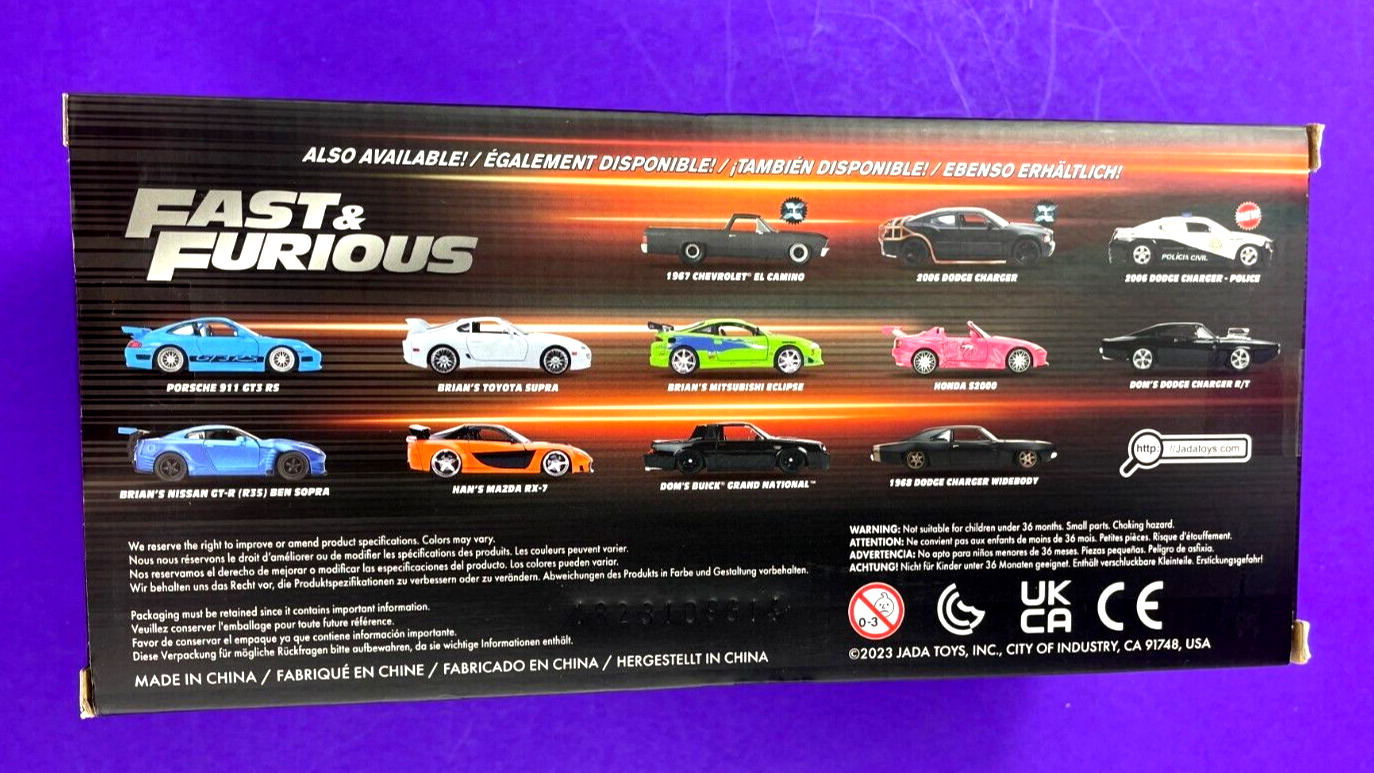 ALSO AVAILABLE! / ÉGALEMENT DISPONIBLE! / ¡TAMBIÉN DISPONIBLE! / EBENSO ERHÄLTLICH!
FAST &
FURIOUS
1967 CHEVROLET® EL CAMINO
2006 DODGE CHARGER
POLÍCIA CIVIL
2006 DODGE CHARGER - POLICE
GT3 RS
PORSCHE 911 GT3 RS
BRIAN'S TOYOTA SUPRA
BRIAN'S MITSUBISHI ECLIPSE
HONDA S2000
DOM'S DODGE CHARGER R/T
BRIAN'S NISSAN GT-R (R35) BEN SOPRA
HAN'S MAZDA RX-7
DOM'S BUICK® GRAND NATIONAL™
1968 DODGE CHARGER WIDEBODY
http: //Jadatoys.com
We reserve the right to improve or amend product specifications. Colors may vary.
Nous nous réservons le droit d'améliorer ou de modifier les spécifications des produits. Les couleurs peuvent varier.
Nos reservamos el derecho de mejorar o modificar las especificaciones del producto. Los colores pueden variar.
Wir behalten uns das Recht vor, die Produktspezifikationen zu verbessern oder zu verändern. Abweichungen des Produkts in Farbe und Gestaltung vorbehalten.
Packaging must be retained since it contains important information.
Veuillez conserver l'emballage pour toute future référence.
Favor de conservar el empaque ya que contiene información importante.
Diese Verpackung für mögliche Rückfragen bitte aufbewahren, da sie wichtige Informationen enthält.
MADE IN CHINA / FABRIQUÉ EN CHINE / FABRICADO EN CHINA / HERGESTELLT IN CHINA
WARNING: Not suitable for children under 36 months. Small parts. Choking hazard.
ATTENTION: Ne convient pas aux enfants de moins de 36 mois. Petites pièces. Risque d'étouffement.
ADVERTENCIA: No apto para niños menores de 36 meses. Piezas pequeñas. Peligro de asfixia.
ACHTUNG! Nicht für Kinder unter 36 Monaten geeignet. Enthält verschluckbare Kleinteile. Erstickungsgefahr!
0-3
UK
CA
CE
©2023 JADA TOYS, INC., CITY OF INDUSTRY, CA 91748, USA